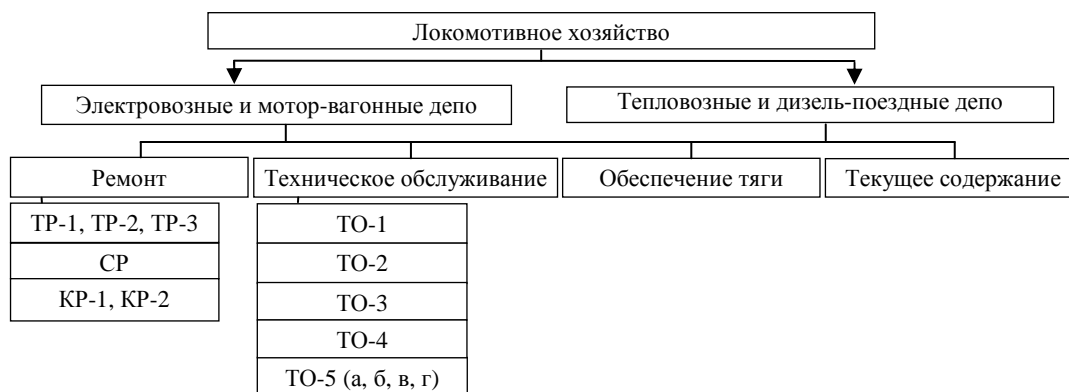 Локомотивное хозяйство
Электровозные и мотор-вагонные депо
Тепловозные и дизель-поездные депо
Ремонт
Техническое обслуживание
Обеспечение тяги
Текущее содержание
ТР-1, ТР-2, ТР-3
СР
КР-1, КР-2
ТО-1
ТО-2
ТО-3
ТО-4
ТО-5 (а, б, в, г)